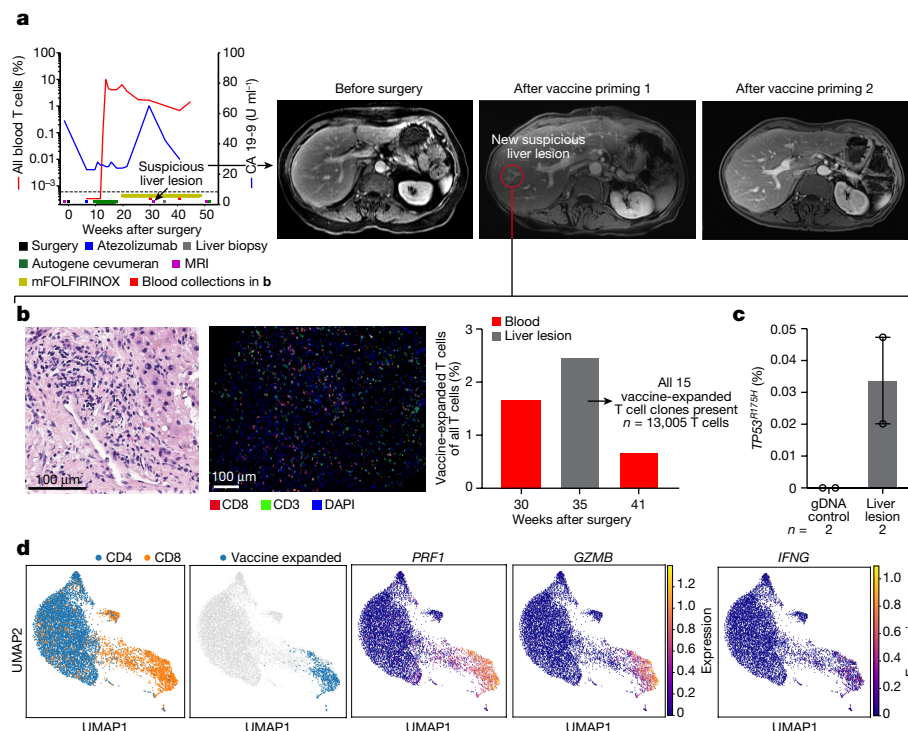 a
All blood T cells (%)
100
10
1
0.1
0.01
10⁻³
100
80
60
40
20
0
CA 19-9 (U ml⁻¹)
Suspicious
liver lesion
0 10 20 30 40 50
Weeks after surgery
Surgery Atezolizumab Liver biopsy
Autogene cevumeran MRI
mFOLFIRINOX Blood collections in b
Before surgery
After vaccine priming 1
New suspicious
liver lesion
After vaccine priming 2
b
100 μm
100 μm
CD8 CD3 DAPI
Vaccine-expanded T cells
of all T cells (%)
3
2
1
0
Blood
Liver lesion
All 15
vaccine-expanded
T cell clones present
n = 13,005 T cells
30 35 41
Weeks after surgery
c
TP53R175H (%)
0.05
0.04
0.03
0.02
0.01
0
gDNA Liver
control lesion
n = 2 2
d
CD4 CD8
Vaccine expanded
PRF1
GZMB
IFNG
UMAP2
UMAP1 UMAP1 UMAP1 UMAP1 UMAP1
1.2
1.0
0.8
0.6
0.4
0.2
0
Expression
1.0
0.8
0.6
0.4
0.2
0